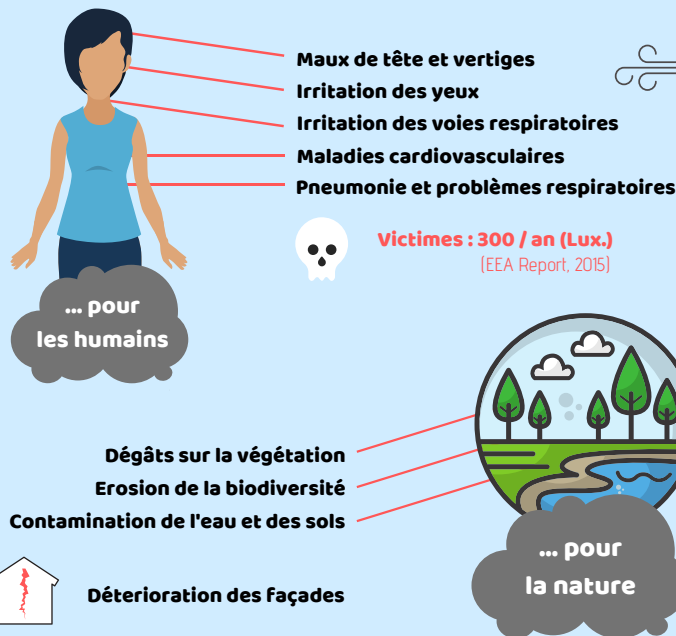 Maux de tête et vertiges
Irritation des yeux
Irritation des voies respiratoires
Maladies cardiovasculaires
Pneumonie et problèmes respiratoires
Victimes : 300 / an (Lux.)
(EEA Report, 2015)
... pour
les humains
Dégâts sur la végétation
Erosion de la biodiversité
Contamination de l'eau et des sols
... pour
la nature
Déterioration des façades